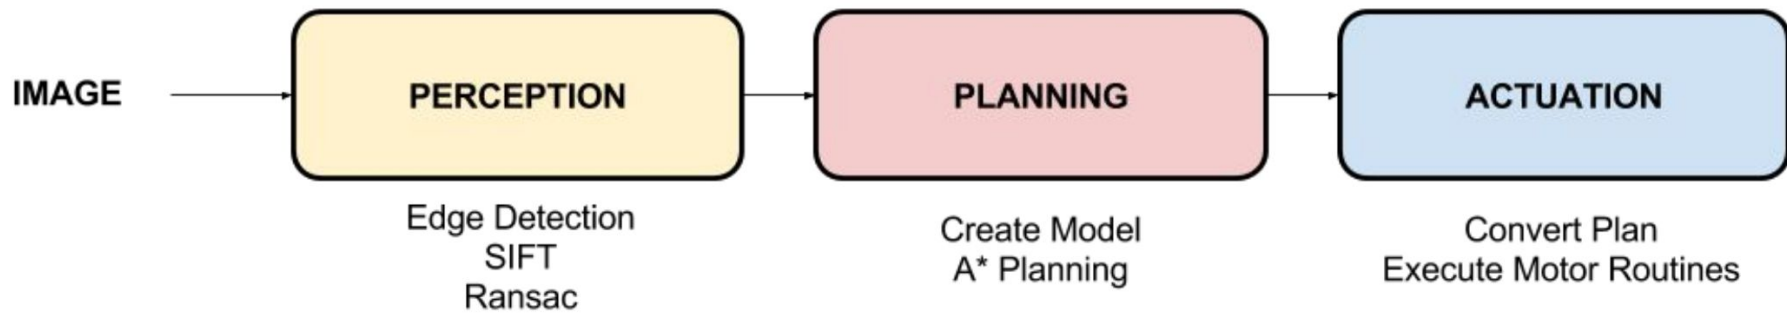 IMAGE
PERCEPTION
PLANNING
ACTUATION
Edge Detection
SIFT
Ransac
Create Model
A* Planning
Convert Plan
Execute Motor Routines